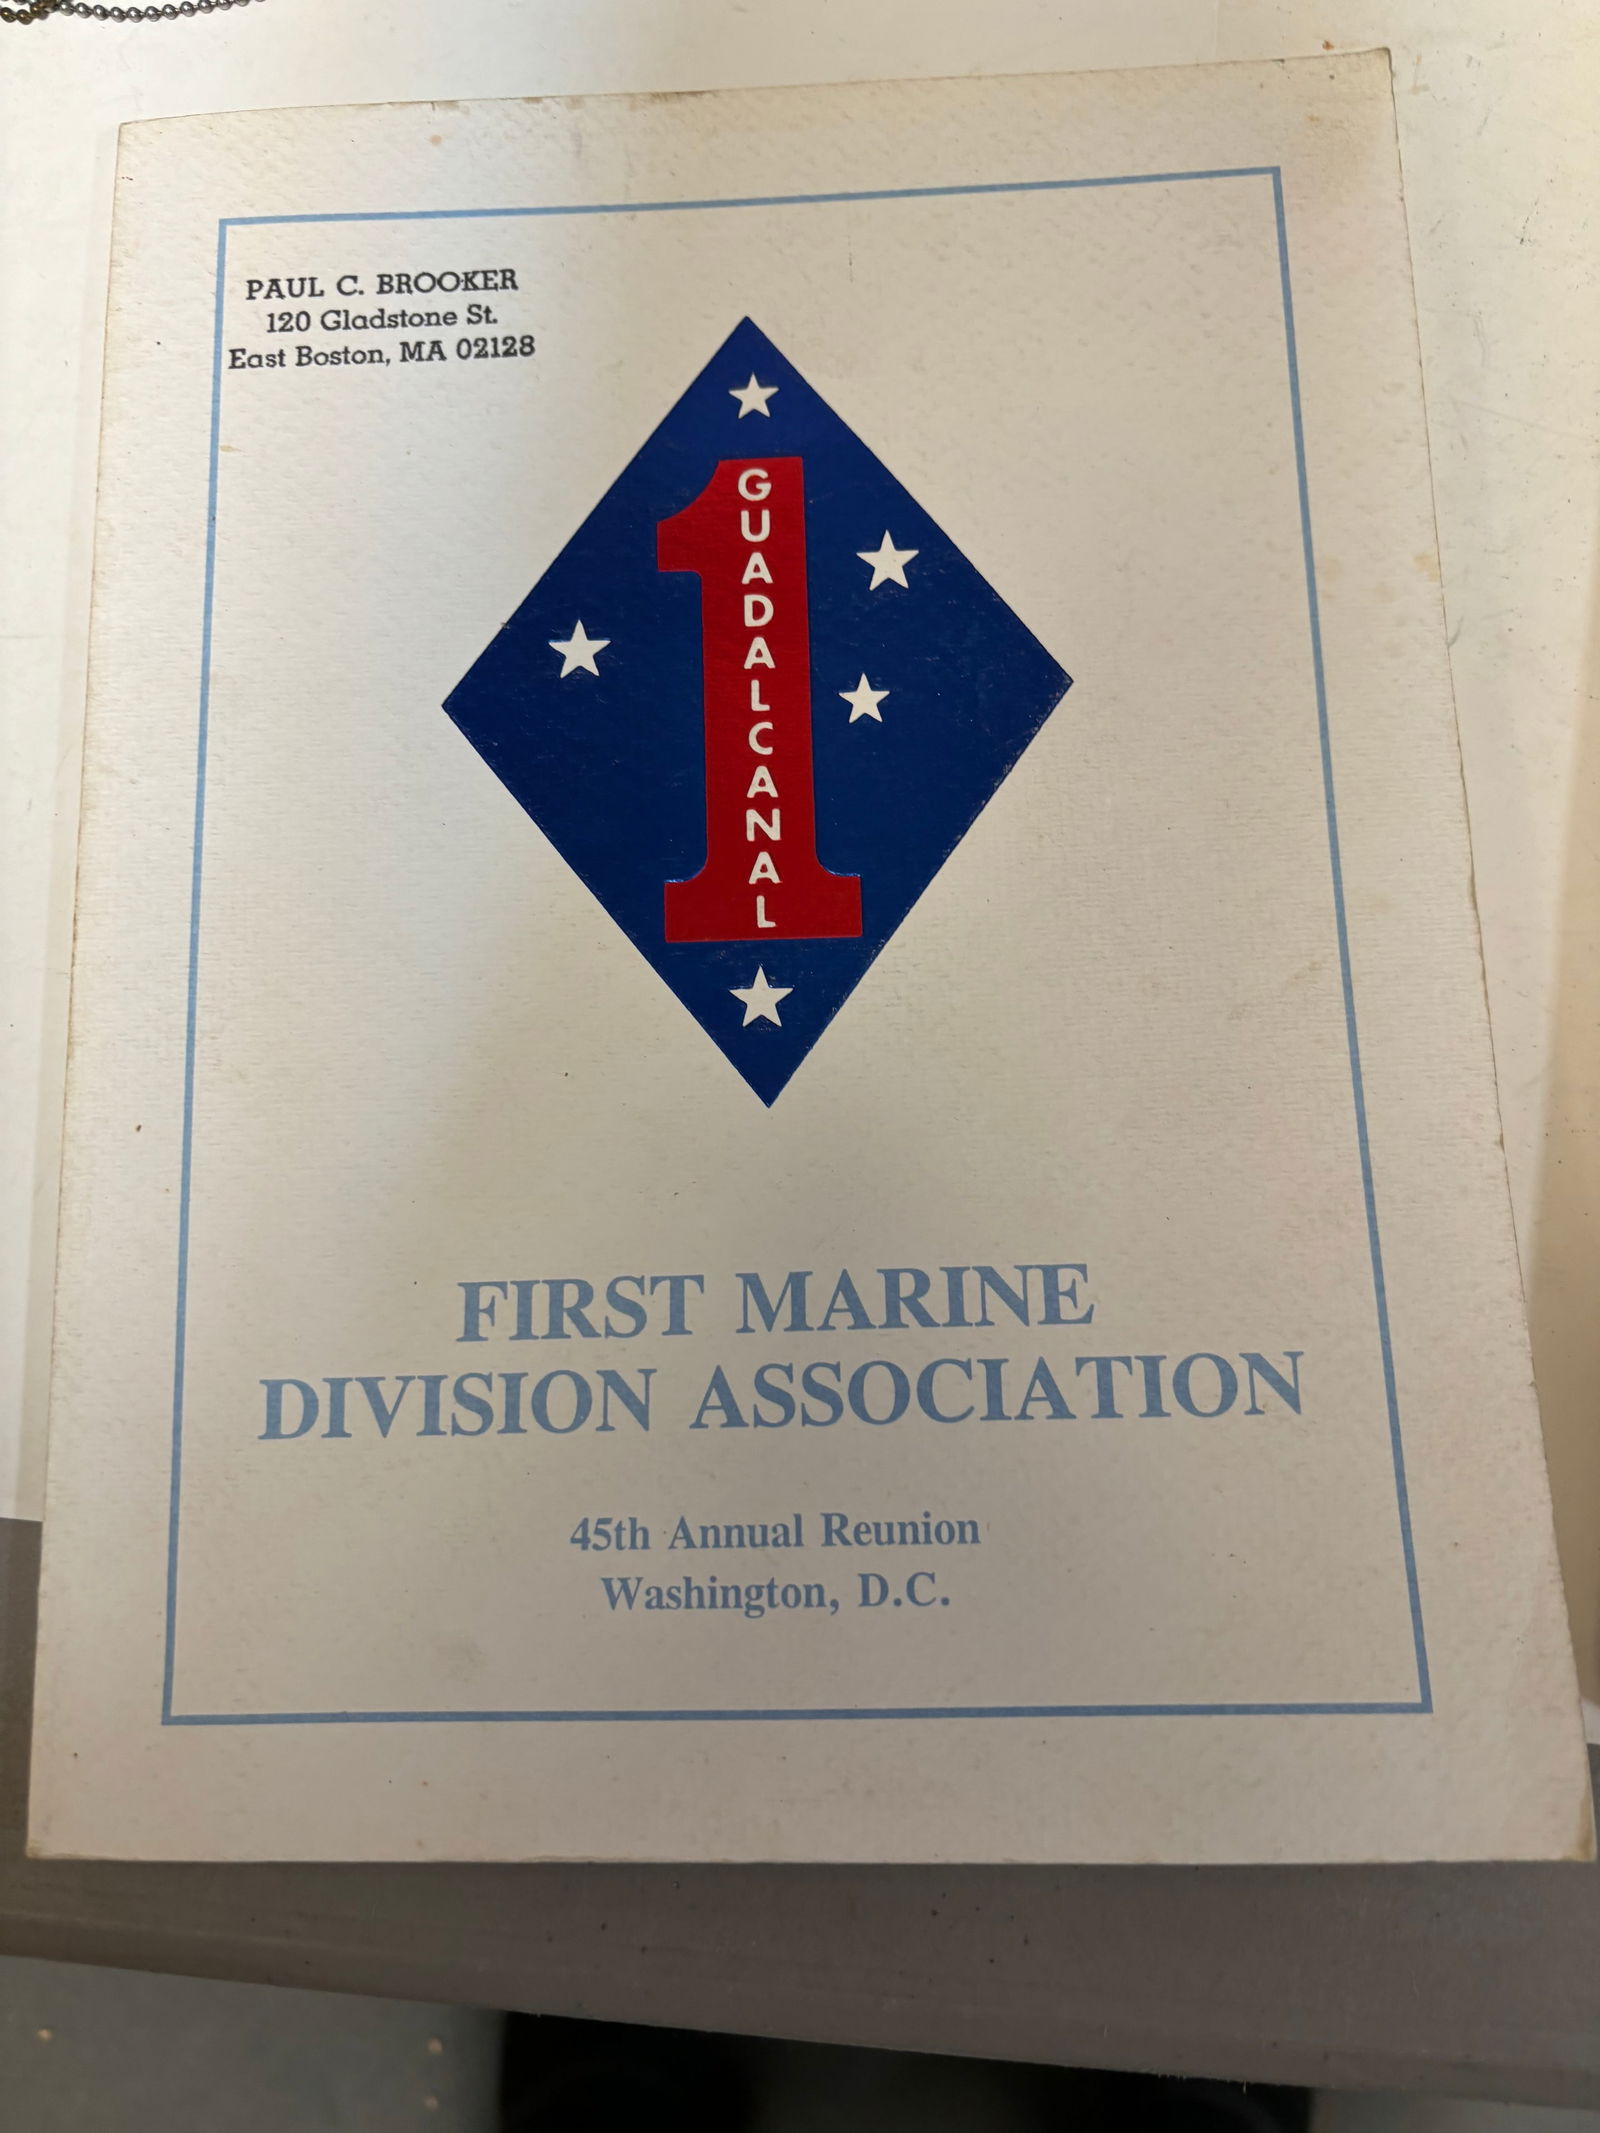 PAUL C. BROOKER
120 Gladstone St.
East Boston, MA 02128
1
GUADALCANAL
FIRST MARINE
DIVISION ASSOCIATION
45th Annual Reunion
Washington, D.C.